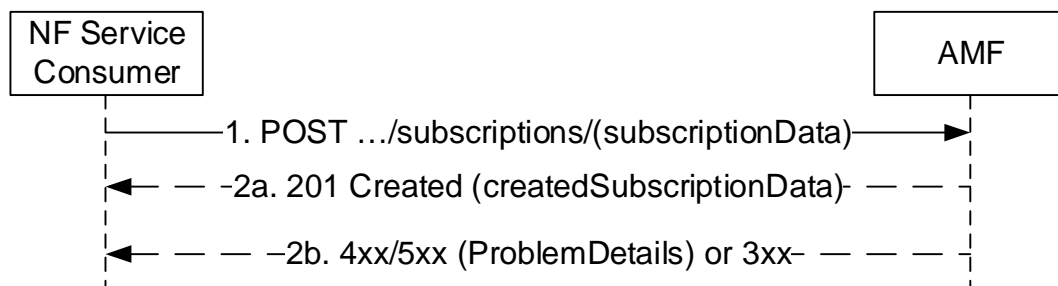 NF Service
Consumer
AMF
1. POST …/subscriptions/(subscriptionData)
2a. 201 Created (createdSubscriptionData)
2b. 4xx/5xx (ProblemDetails) or 3xx